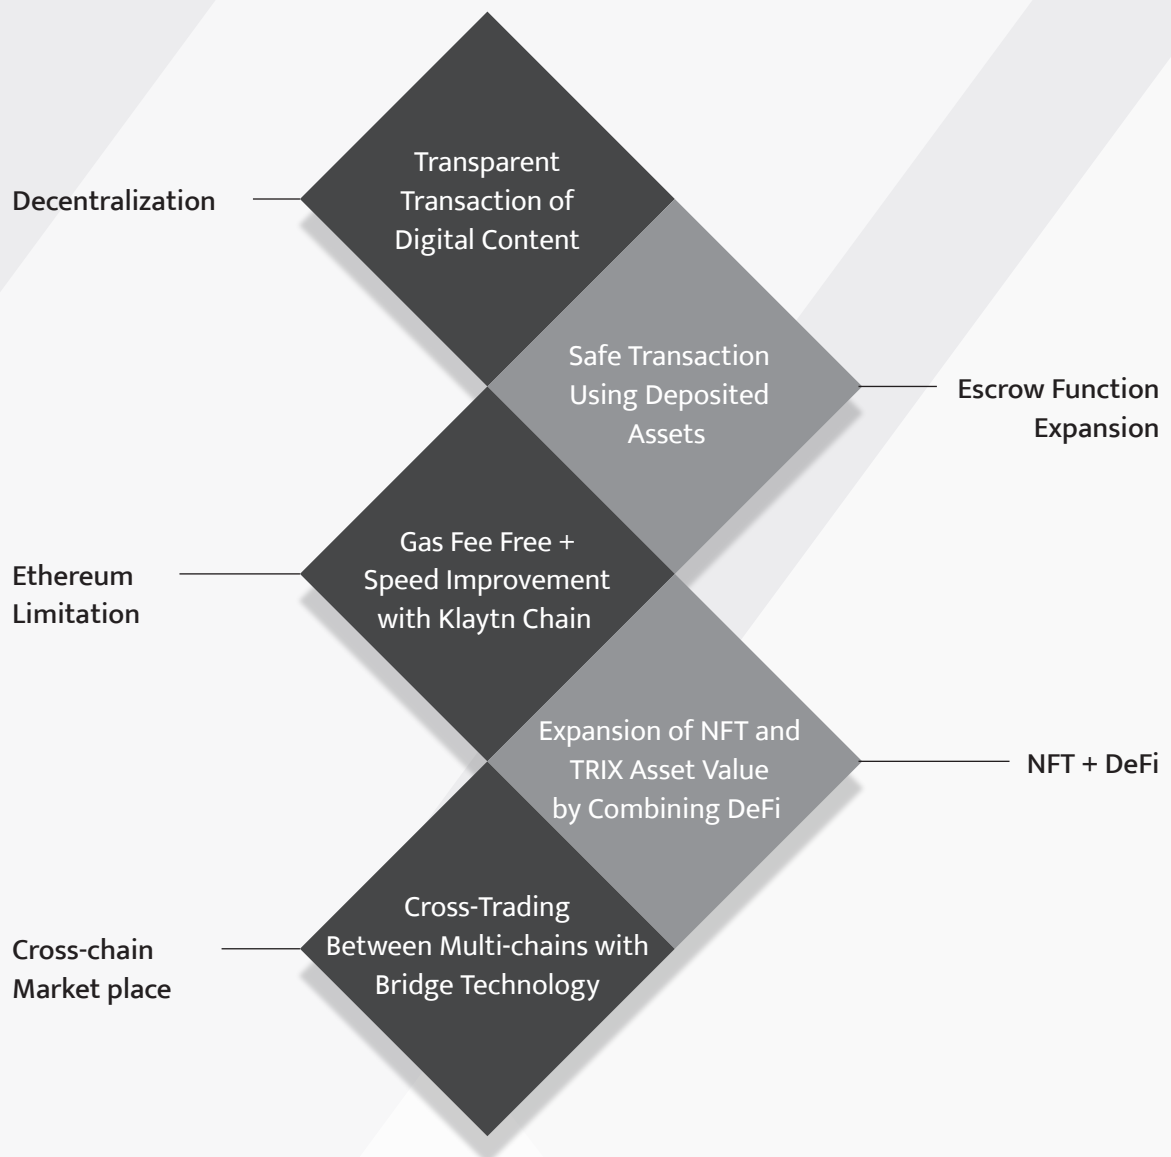 Decentralization
Transparent
Transaction of
Digital Content
Safe Transaction
Using Deposited
Assets
Escrow Function
Expansion
Ethereum
Limitation
Gas Fee Free +
Speed Improvement
with Klaytn Chain
Expansion of NFT and
TRIX Asset Value
by Combining DeFi
NFT + DeFi
Cross-chain
Market place
Cross-Trading
Between Multi-chains with
Bridge Technology